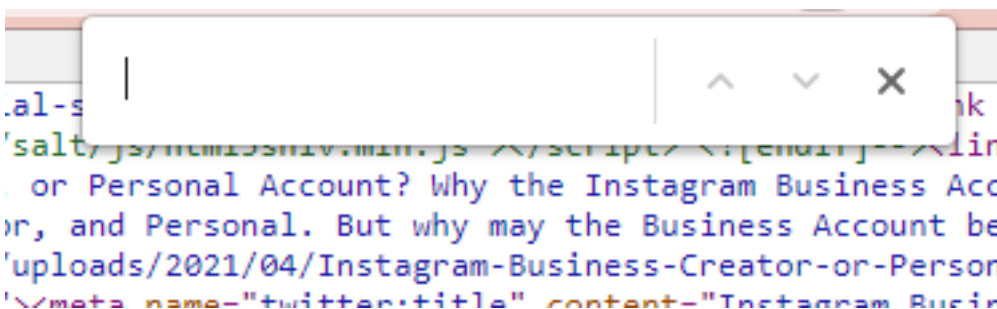 ial-s nk
/salt/js/html5shiv.min.js"></script><![endif]--><lin
or Personal Account? Why the Instagram Business Acc
or, and Personal. But why may the Business Account be
/uploads/2021/04/Instagram-Business-Creator-or-Person
"><meta name="twitter:title" content="Instagram Busin